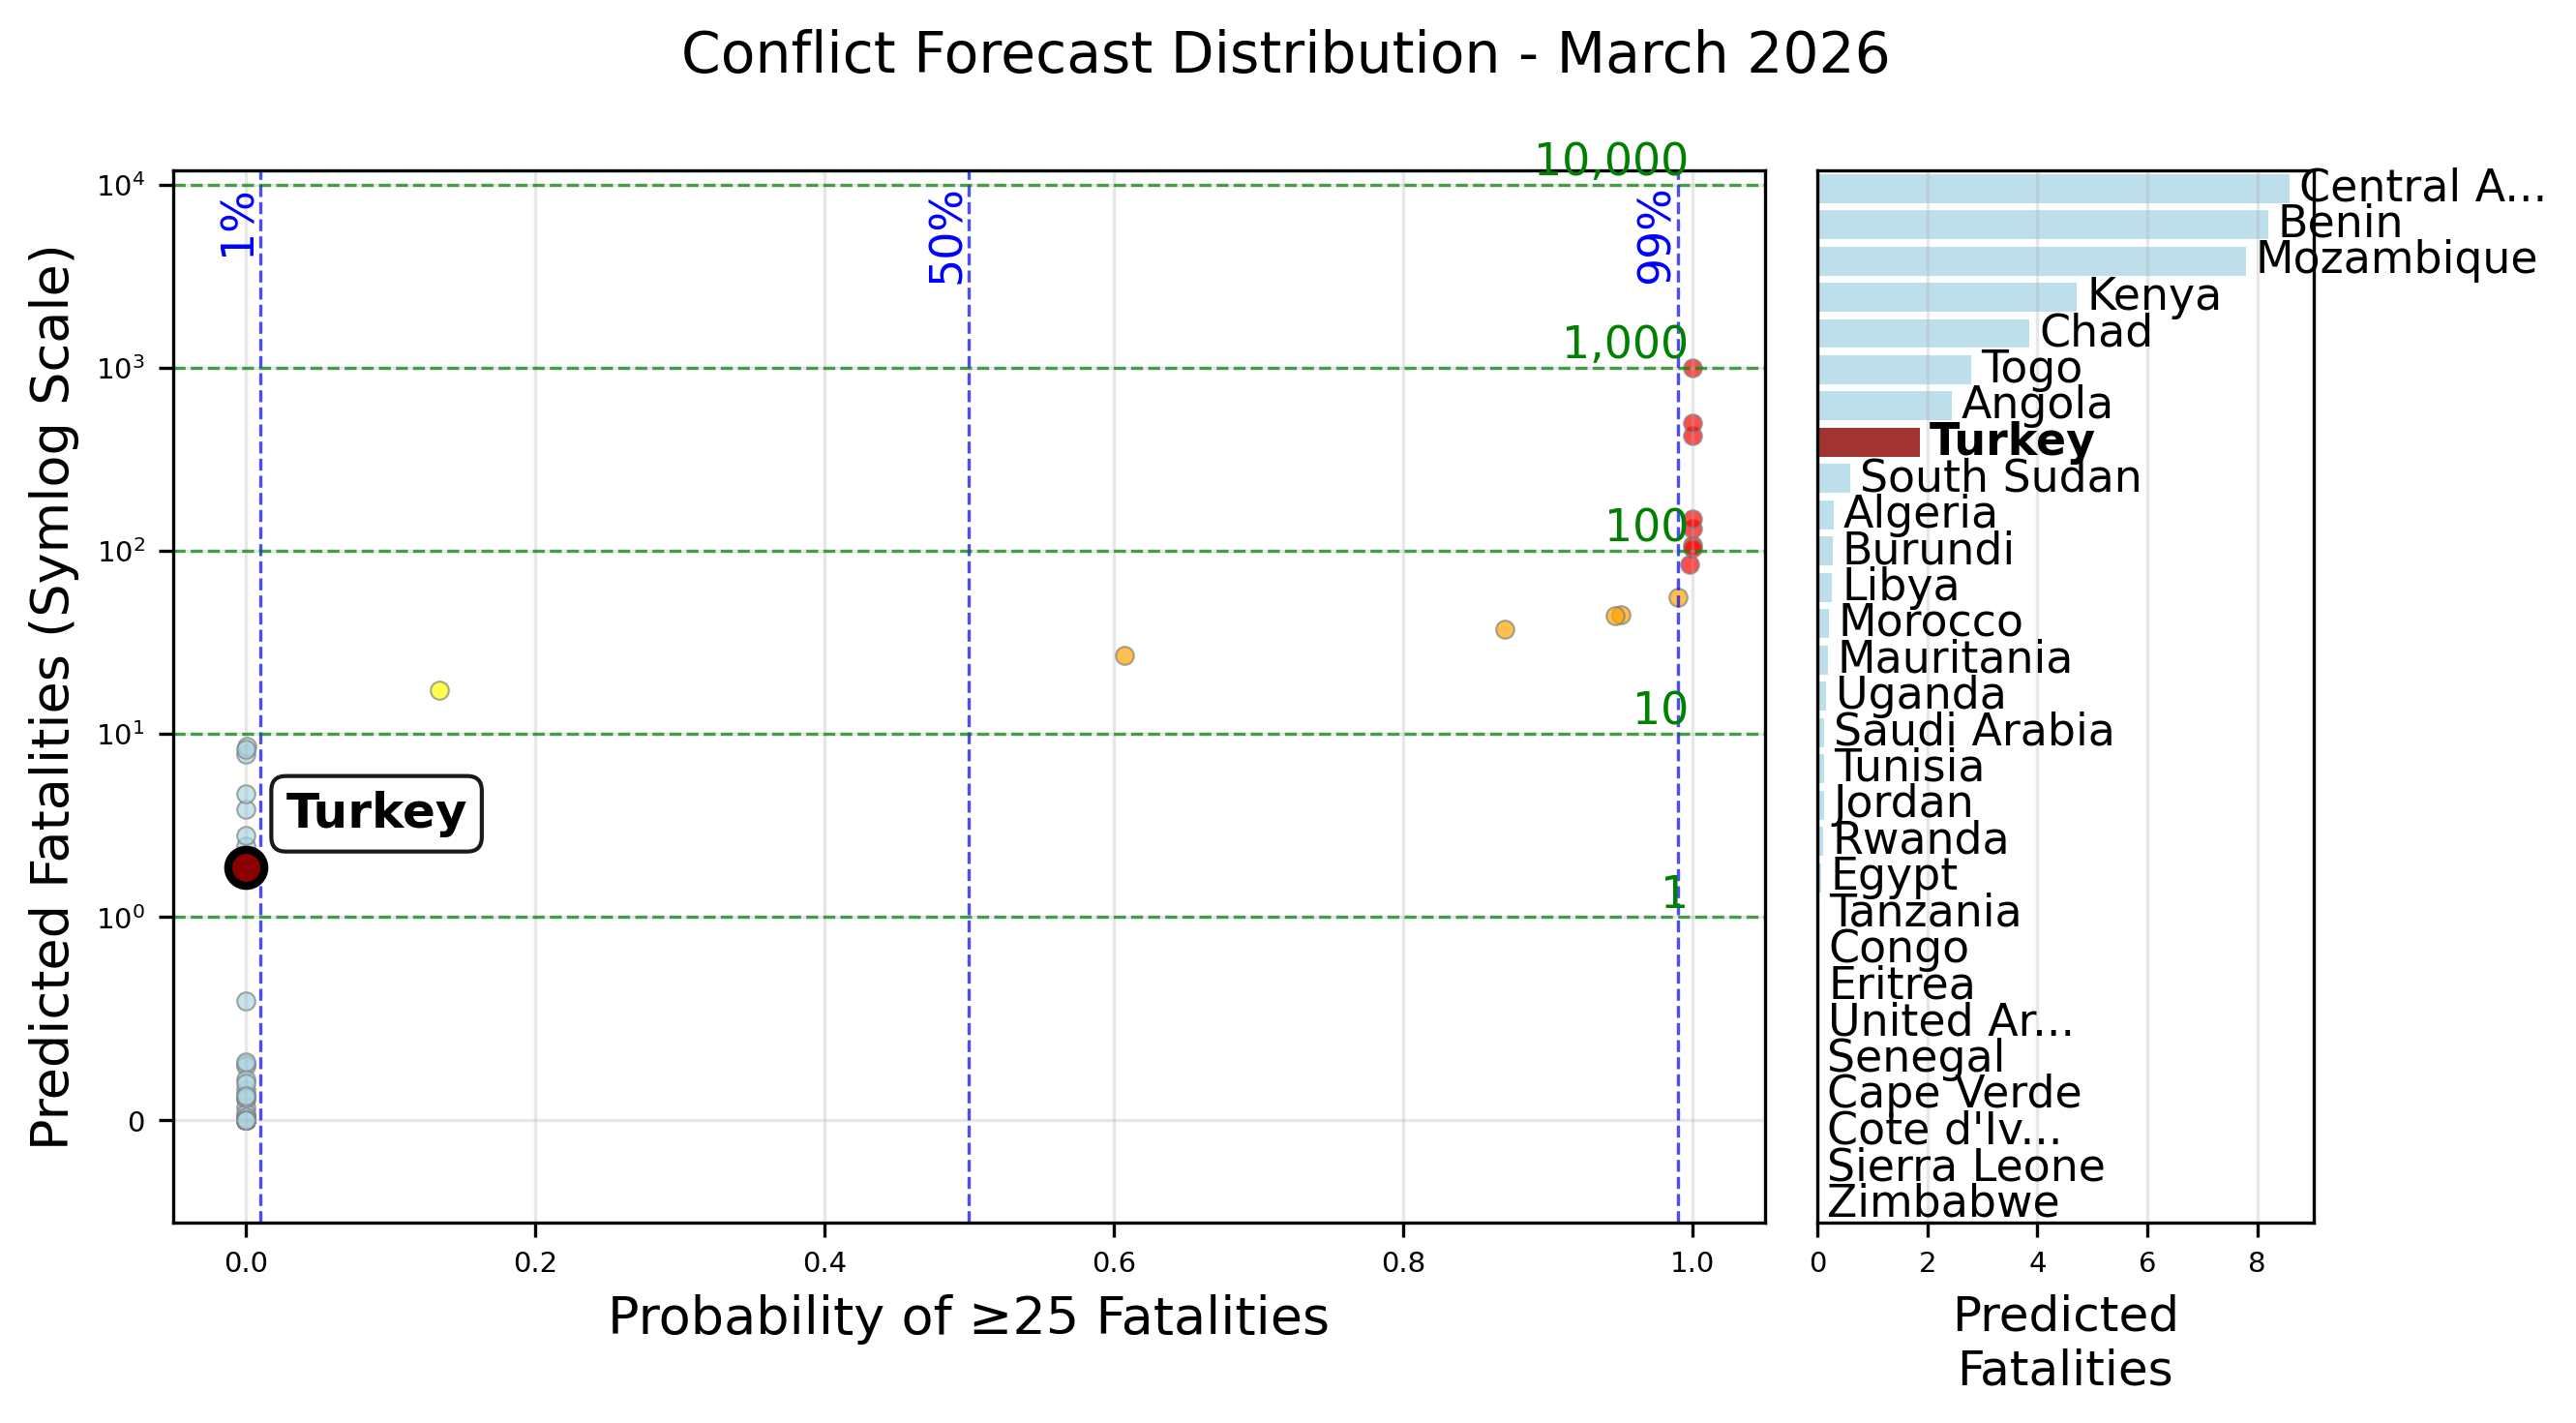 Conflict Forecast Distribution - March 2026
Predicted Fatalities (Symlog Scale)
10⁴
10³
10²
10¹
10⁰
0
1%
50%
99%
10,000
1,000
100
10
1
Turkey
0.0
0.2
0.4
0.6
0.8
1.0
Probability of ≥25 Fatalities
Central A...
Benin
Mozambique
Kenya
Chad
Togo
Angola
Turkey
South Sudan
Algeria
Burundi
Libya
Morocco
Mauritania
Uganda
Saudi Arabia
Tunisia
Jordan
Rwanda
Egypt
Tanzania
Congo
Eritrea
United Ar...
Senegal
Cape Verde
Cote d'Iv...
Sierra Leone
Zimbabwe
0
2
4
6
8
Predicted
Fatalities